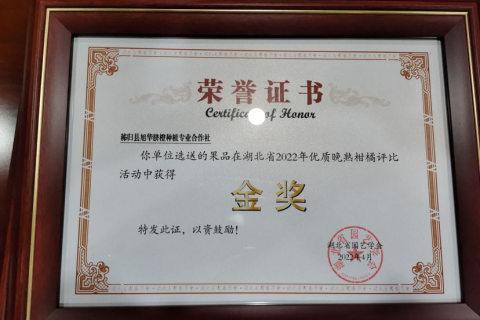 荣誉证书
Certificate of Honor
秭归县旭华脐橙种植专业合作社
你单位选送的果品在湖北省2022年优质晚熟柑橘评比
活动中获得
金奖
特发此证，以资鼓励！
湖北省园艺学会
2022年4月